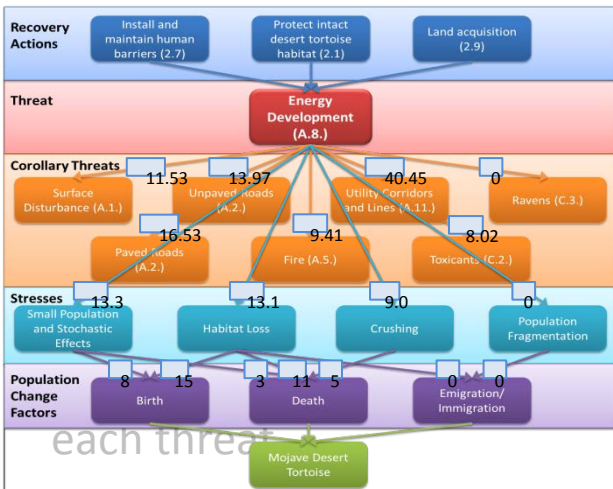 Recovery
Actions
Install and
maintain human
barriers (2.7)
Protect intact
desert tortoise
habitat (2.1)
Land acquisition
(2.9)
Threat
Energy
Development
(A.8.)
Corollary Threats
11.53
13.97
40.45
0
Surface
Disturbance (A.1.)
Unpaved Roads
(A.2.)
Utility Corridors
and Lines (A.11.)
Ravens (C.3.)
16.53
9.41
8.02
Paved Roads
(A.2.)
Fire (A.5.)
Toxicants (C.2.)
Stresses
13.3
13.1
9.0
0
Small Population
and Stochastic
Effects
Habitat Loss
Crushing
Population
Fragmentation
Population
Change
Factors
8
15
3
11
5
0
0
Birth
Death
Emigration/
Immigration
each threat
Mojave Desert
Tortoise